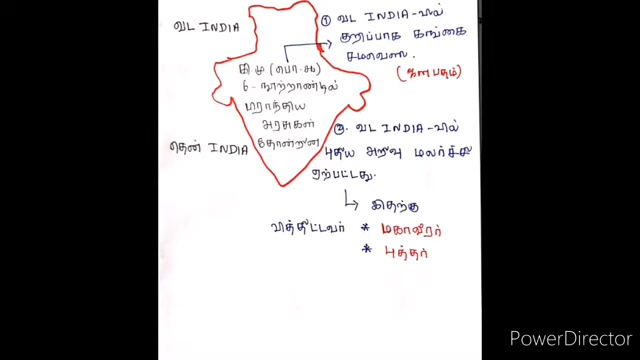 வட INDIA
கி மு (பொ-ஆ)
6-நூற்றாண்டில்
பிராந்திய
அரசுகள்
தோன்றின
தென் INDIA
① வட INDIA-வில்
குறிப்பாக கங்கை
சமவெளி
(ஜனபதம்)
② வட INDIA-வில்
புதிய அறிவு மலர்ச்சி
ஏற்பட்டது.
இதற்கு
வித்திட்டவர் * மகாவீரர்
* புத்தர்
PowerDirector